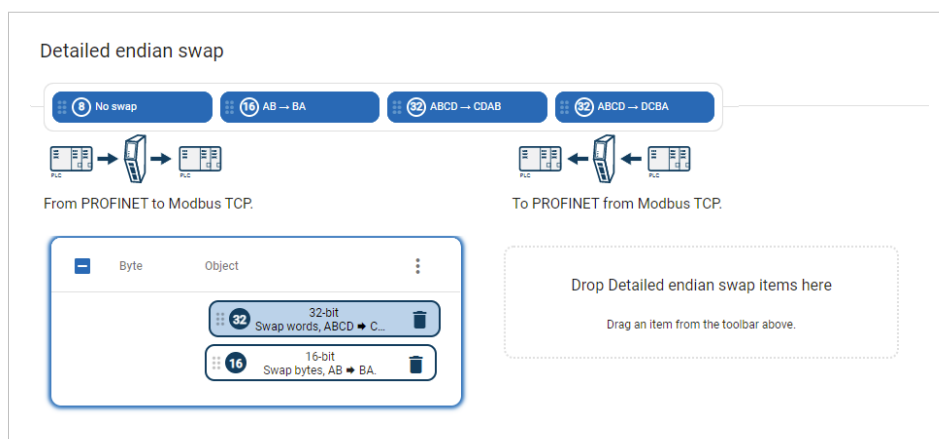 Detailed endian swap
8 No swap
16 AB → BA
32 ABCD → CDAB
32 ABCD → DCBA
PLC PLC
PLC PLC
From PROFINET to Modbus TCP.
To PROFINET from Modbus TCP.
Byte Object
32 32-bit
Swap words, ABCD ➡ C...
16 16-bit
Swap bytes, AB ➡ BA.
Drop Detailed endian swap items here
Drag an item from the toolbar above.